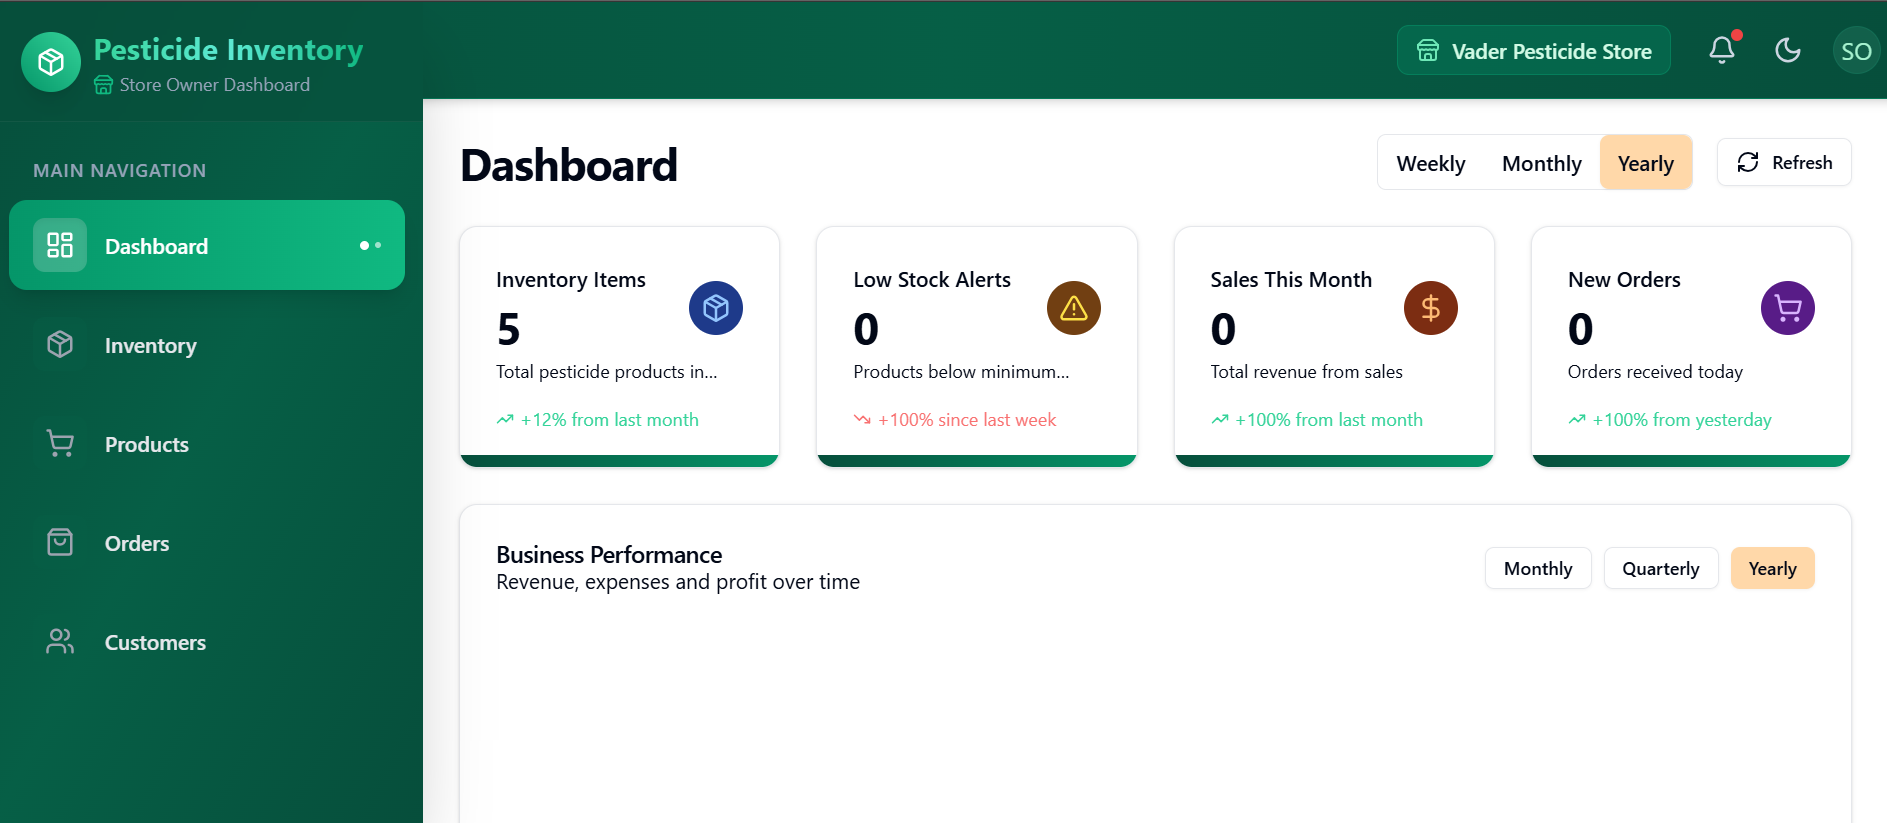 Pesticide Inventory
Store Owner Dashboard
Vader Pesticide Store
SO
MAIN NAVIGATION
Dashboard
Inventory
Products
Orders
Customers
Dashboard
Weekly
Monthly
Yearly
Refresh
Inventory Items
5
Total pesticide products in...
+12% from last month
Low Stock Alerts
0
Products below minimum...
+100% since last week
Sales This Month
0
Total revenue from sales
+100% from last month
New Orders
0
Orders received today
+100% from yesterday
Business Performance
Revenue, expenses and profit over time
Monthly
Quarterly
Yearly